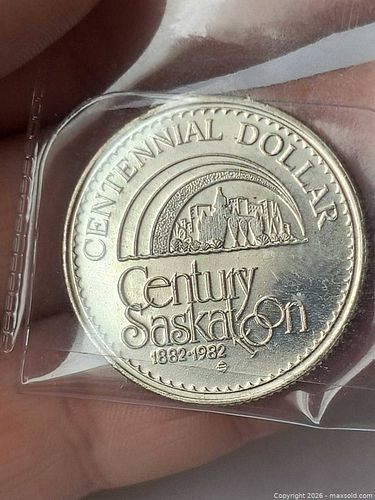 CENTENNIAL DOLLAR
Century
Saskatoon
1882-1982
Copyright 2026 - maxsold.com